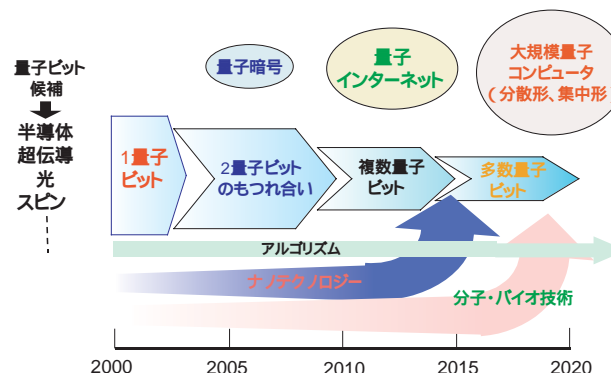 量子ビット
候補
半導体
超伝導
光
スピン
量子暗号
量子
インターネット
大規模量子
コンピュータ
(分散形、集中形)
1量子
ビット
2量子ビット
のもつれ合い
複数量子
ビット
多数量子
ビット
アルゴリズム
ナノテクノロジー
分子・バイオ技術
2000
2005
2010
2015
2020